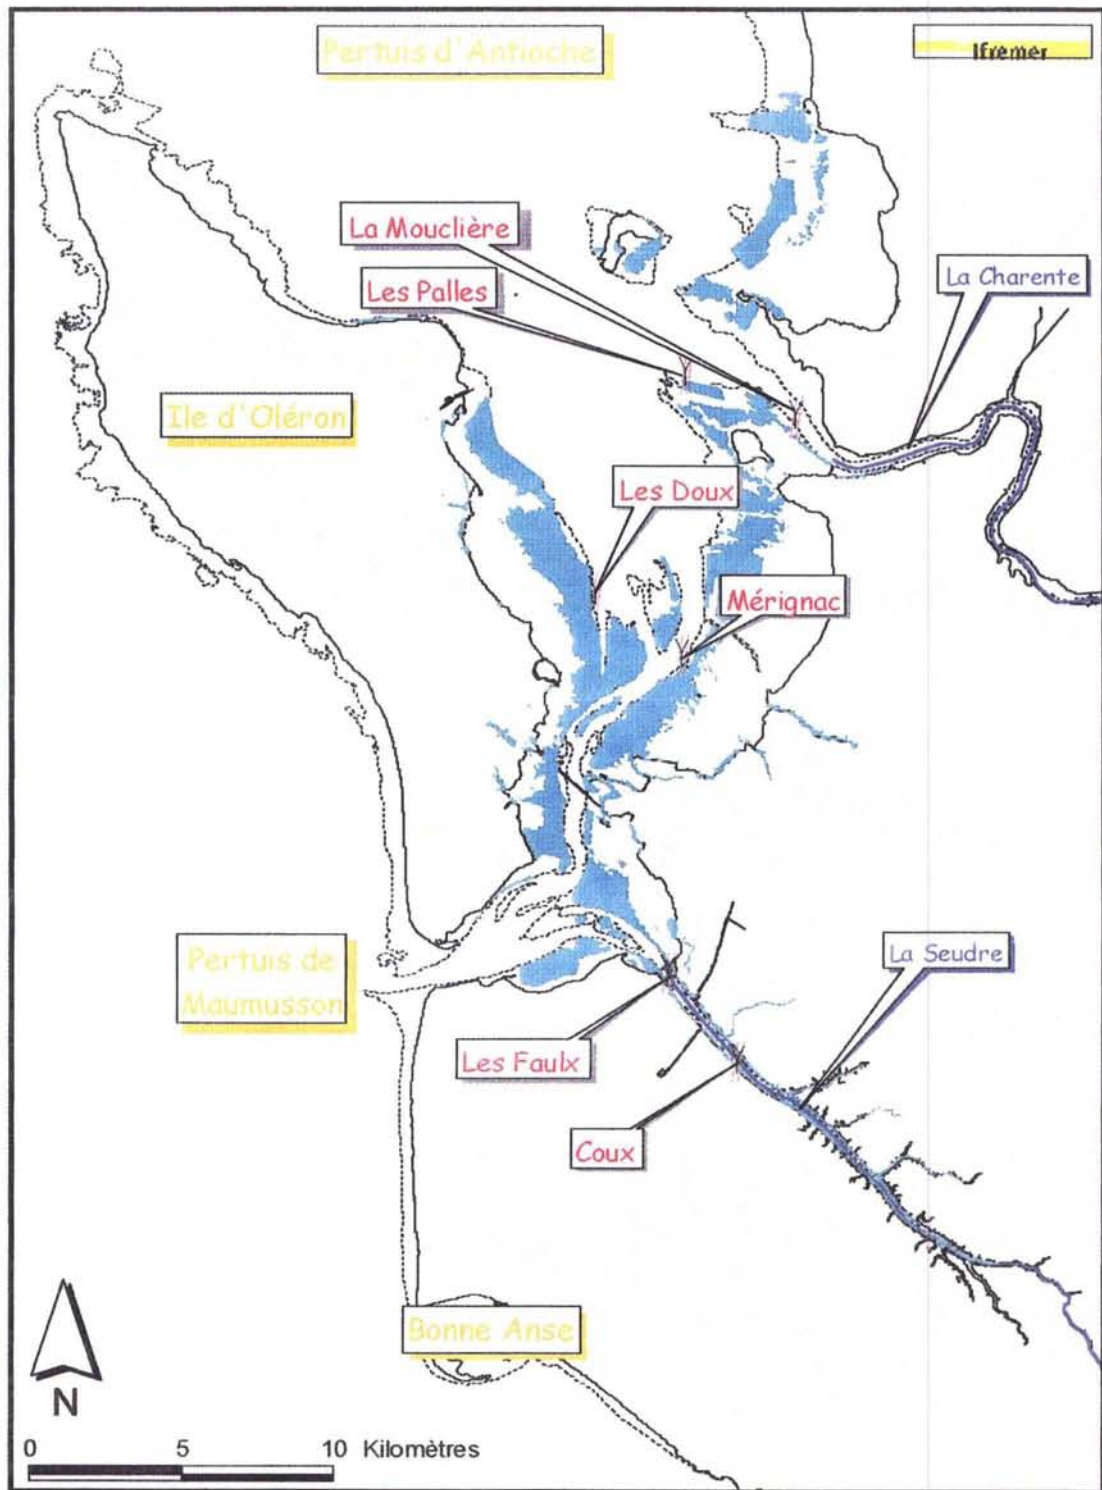 Pertuis d'Antioche
Ifremer
La Mouclière
La Charente
Les Palles
Ile d'Oléron
Les Doux
Mérignac
Pertuis de
Maumusson
La Seudre
Les Faulx
Coux
Bonne Anse
N
0 5 10 Kilomètres